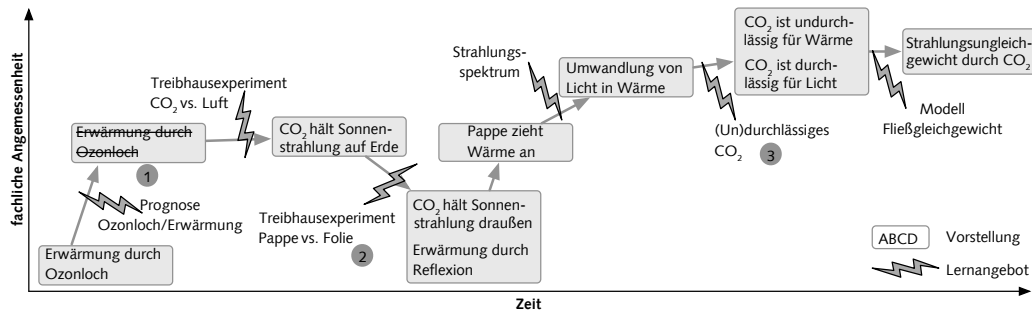 fachliche Angemessenheit
Erwärmung durch
Ozonloch
Prognose
Ozonloch/Erwärmung
Erwärmung durch
Ozonloch
1
Treibhausexperiment
CO2 vs. Luft
CO2 hält Sonnen-
strahlung auf Erde
Treibhausexperiment
Pappe vs. Folie
2
CO2 hält Sonnen-
strahlung draußen
Erwärmung durch
Reflexion
Pappe zieht
Wärme an
Strahlungs-
spektrum
Umwandlung von
Licht in Wärme
(Un)durchlässiges
CO2
3
CO2 ist undurch-
lässig für Wärme
CO2 ist durch-
lässig für Licht
Modell
Fließgleichgewicht
Strahlungsungleich-
gewicht durch CO2
ABCD
Vorstellung
Lernangebot
Zeit